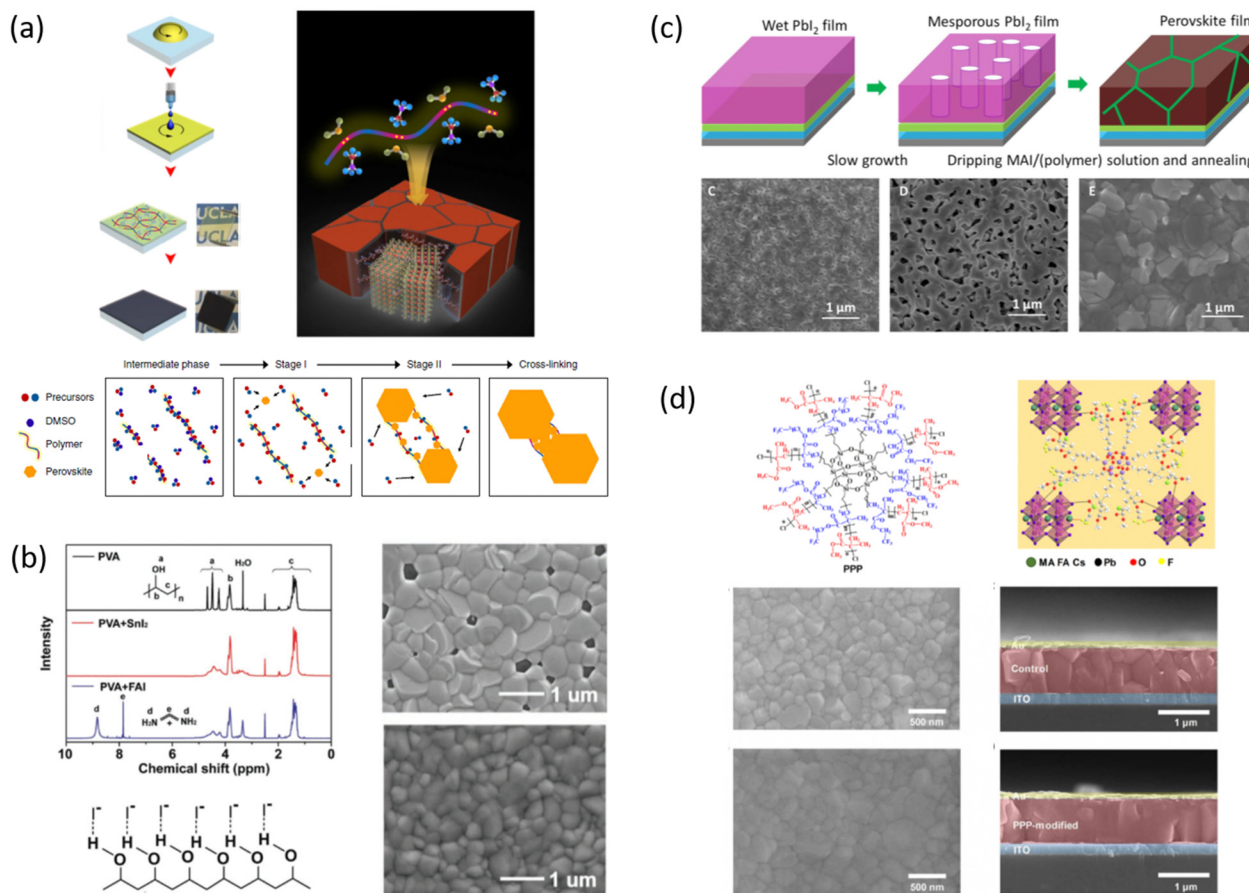 (a)
UCLA
UCLA
Intermediate phase
Stage I
Stage II
Cross-linking
Precursors
DMSO
Polymer
Perovskite
(b)
PVA
a
OH
c
b
n
a
b
H₂O
c
PVA+SnI₂
PVA+FAI
d
e
d
e
d
H₂N
NH₂
+
Intensity
10
8
6
4
2
0
Chemical shift (ppm)
I⁻ I⁻ I⁻ I⁻ I⁻ I⁻
H H H H H H
O O O O O O
1 um
1 um
(c)
Wet PbI₂ film
Mesporous PbI₂ film
Perovskite film
Slow growth
Dripping MAI/(polymer) solution and annealing
C
D
E
1 µm
1 µm
1 µm
(d)
PPP
MA FA Cs
Pb
O
F
500 nm
Au
Control
ITO
1 µm
500 nm
Au
PPP-modified
ITO
1 µm